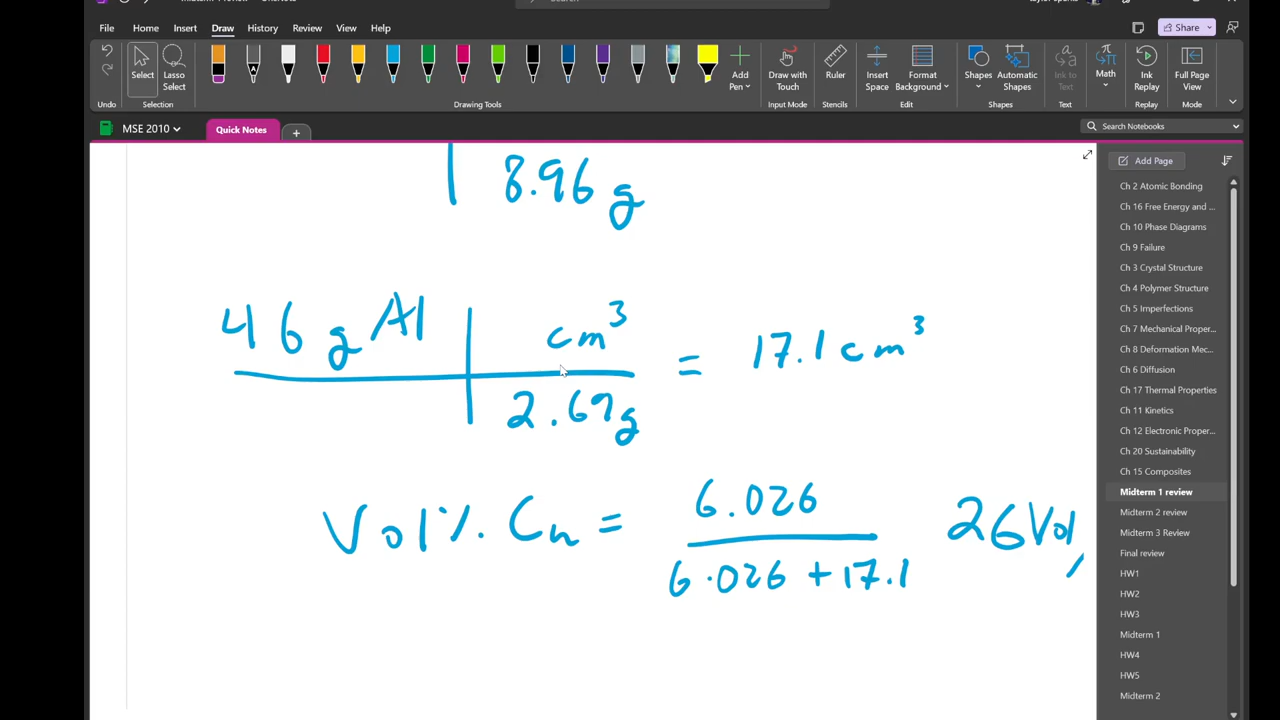 File Home Insert Draw History Review View Help Share
Select Lasso Select Add Pen Draw with Touch Ruler Insert Space Format Background Shapes Automatic Shapes Ink to Text Math Ink Replay Full Page View
Undo Selection Drawing Tools Input Mode Stencils Edit Shapes Text Math Replay Mode
MSE 2010 Quick Notes + Search Notebooks
Add Page
8.96 g
46 g Al cm³ = 17.1 cm³
2.69g
Vol%. Cu = 6.026 26 Vol,
6.026 + 17.1
Ch 2 Atomic Bonding
Ch 16 Free Energy and ...
Ch 10 Phase Diagrams
Ch 9 Failure
Ch 3 Crystal Structure
Ch 4 Polymer Structure
Ch 5 Imperfections
Ch 7 Mechanical Proper...
Ch 8 Deformation Mec...
Ch 6 Diffusion
Ch 17 Thermal Properties
Ch 11 Kinetics
Ch 12 Electronic Proper...
Ch 20 Sustainability
Ch 15 Composites
Midterm 1 review
Midterm 2 review
Midterm 3 Review
Final review
HW1
HW2
HW3
Midterm 1
HW4
HW5
Midterm 2